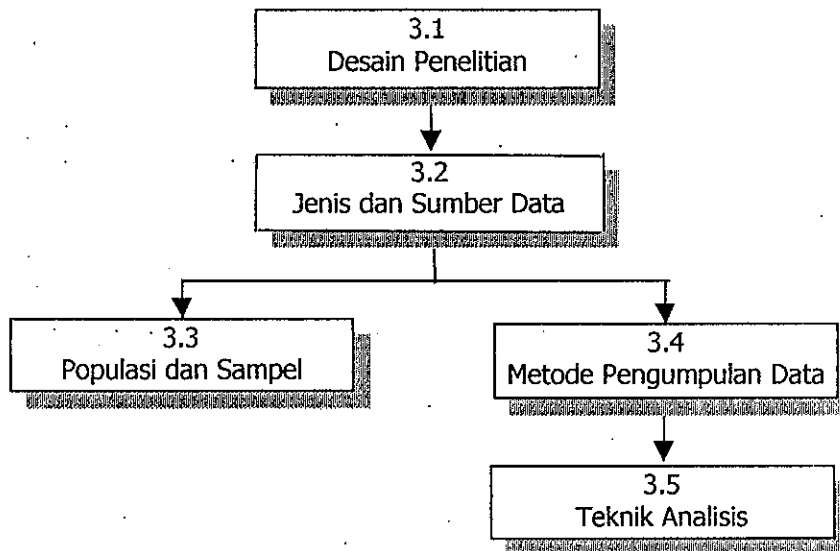 3.1
Desain Penelitian
3.2
Jenis dan Sumber Data
3.3
Populasi dan Sampel
3.4
Metode Pengumpulan Data
3.5
Teknik Analisis